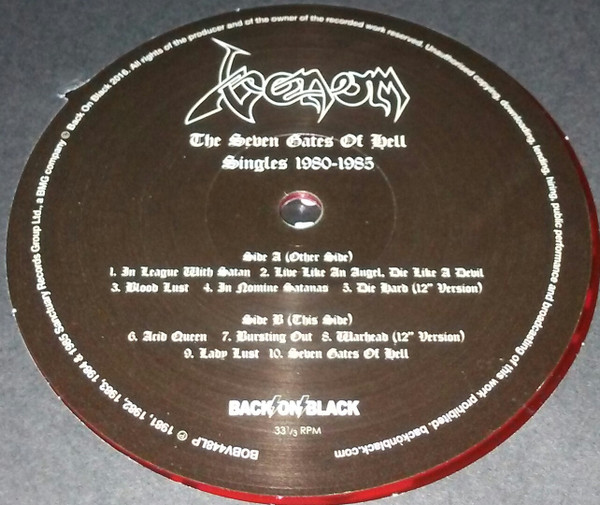 Venom
The Seven Gates Of Hell
Singles 1980-1985
Side A (Other Side)
1. In League With Satan 2. Live Like An Angel, Die Like A Devil
3. Blood Lust 4. In Nomine Satanas 5. Die Hard (12" Version)
Side B (This Side)
6. Acid Queen 7. Bursting Out 8. Warhead (12" Version)
9. Lady Lust 10. Seven Gates Of Hell
BACK ON BLACK
33 1/3 RPM
BOBV448LP ℗ 1981, 1982, 1983, 1984 & 1985 Sanctuary Records Group Ltd., a BMG company © Back On Black 2016. All rights of the producer and of the owner of the recorded work reserved. Unauthorised copying, downloading, lending, hiring, public performance and broadcasting of this work prohibited. backonblack.com